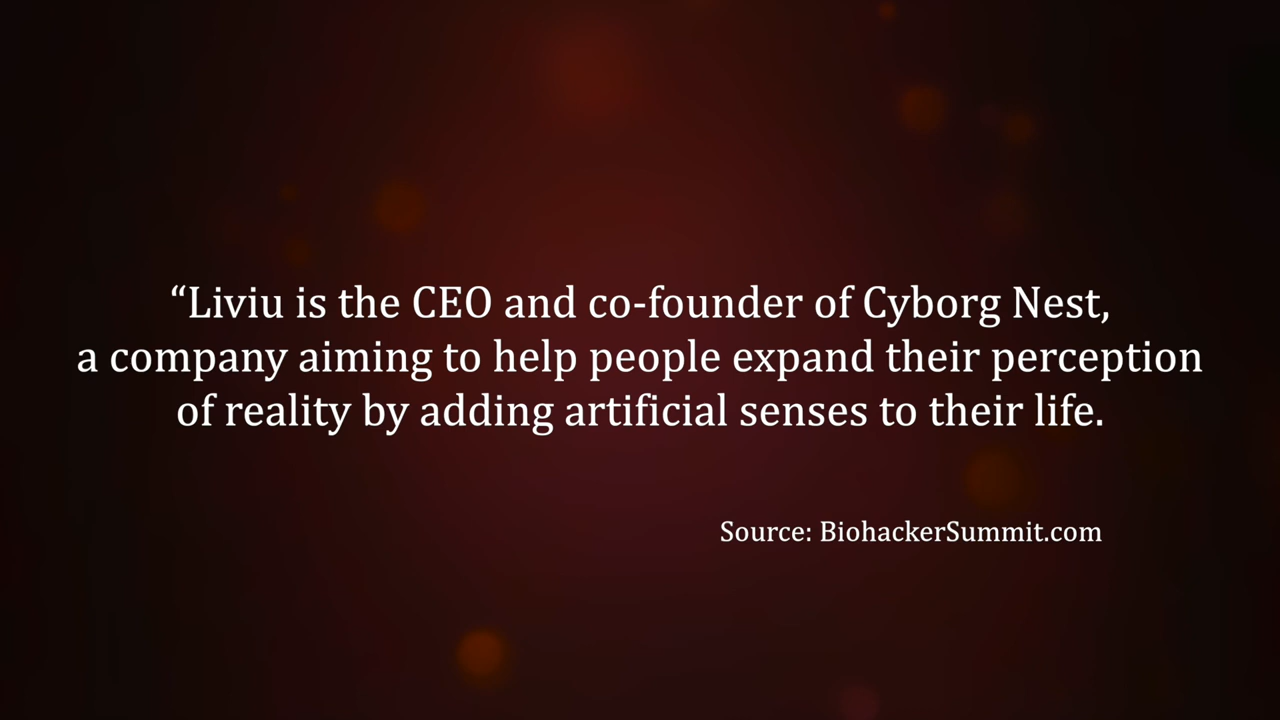 “Liviu is the CEO and co-founder of Cyborg Nest,
a company aiming to help people expand their perception
of reality by adding artificial senses to their life.
Source: BiohackerSummit.com